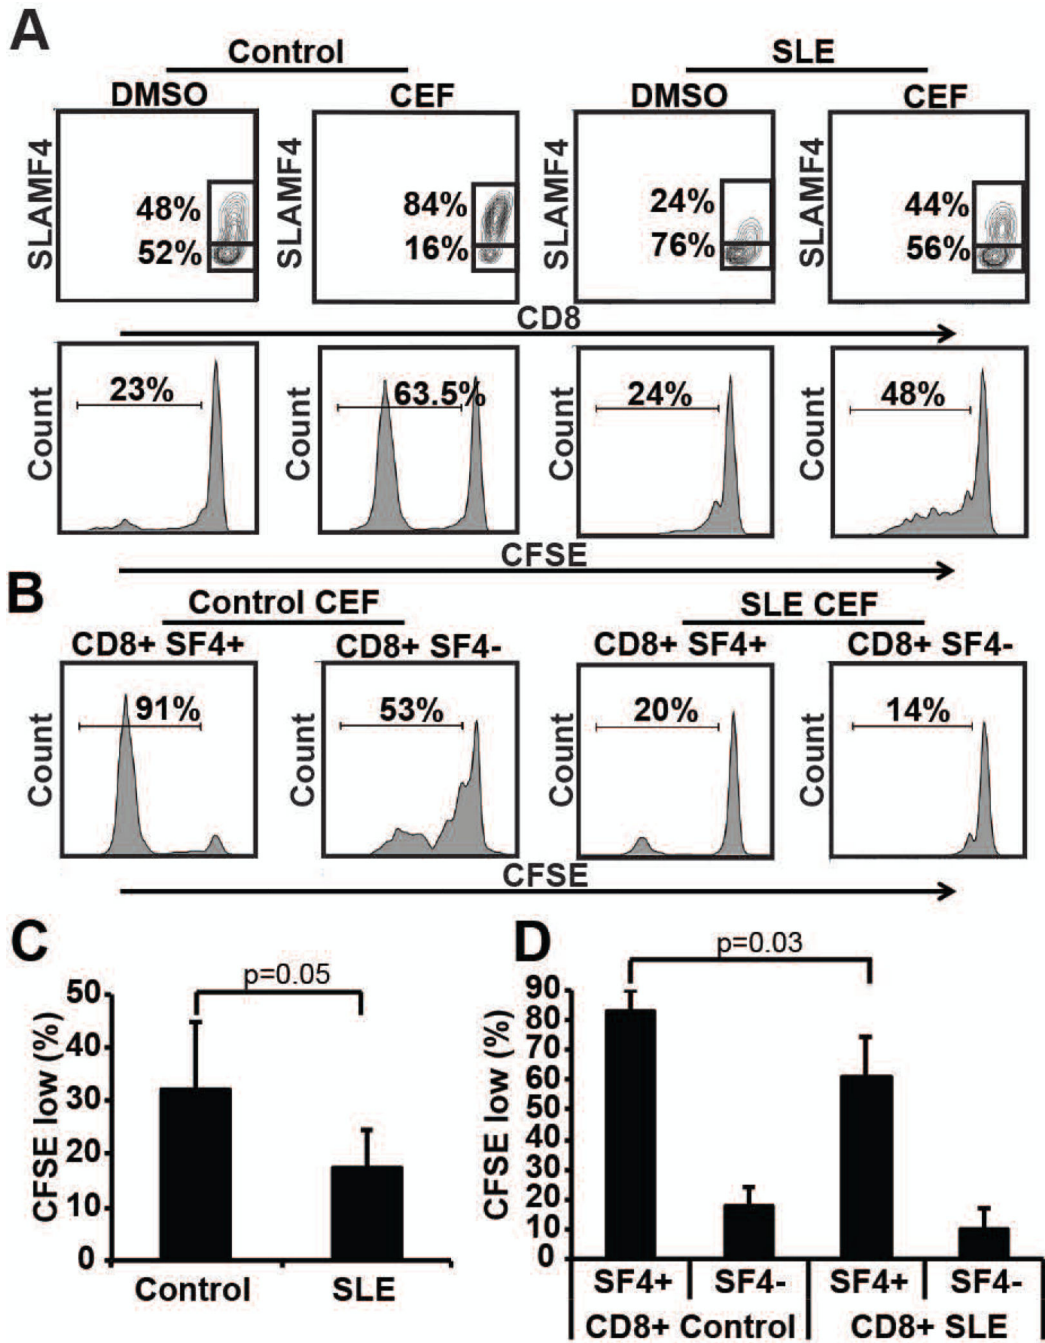 A
Control
SLE
DMSO
CEF
DMSO
CEF
SLAMF4
48%
52%
SLAMF4
84%
16%
SLAMF4
24%
76%
SLAMF4
44%
56%
CD8
Count
23%
Count
63.5%
Count
24%
Count
48%
CFSE
B
Control CEF
SLE CEF
CD8+ SF4+
CD8+ SF4-
CD8+ SF4+
CD8+ SF4-
Count
91%
Count
53%
Count
20%
Count
14%
CFSE
C
p=0.05
CFSE low (%)
50
40
30
20
10
0
Control
SLE
D
p=0.03
CFSE low (%)
90
80
70
60
50
40
30
20
10
0
SF4+
SF4-
SF4+
SF4-
CD8+ Control
CD8+ SLE